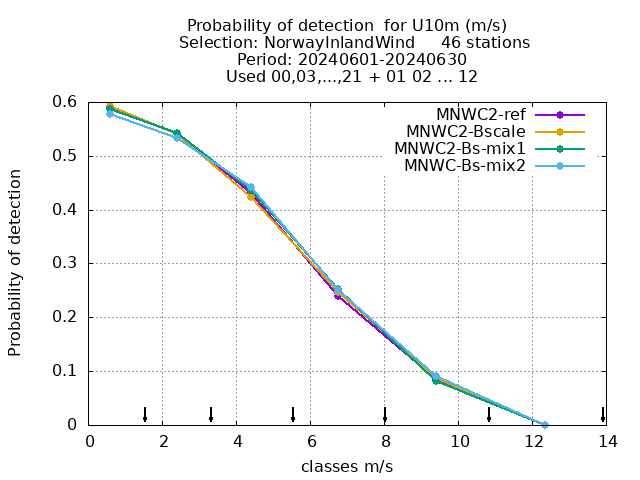 Probability of detection  for U10m (m/s)
Selection: NorwayInlandWind     46 stations
Period: 20240601-20240630
Used 00,03,...,21 + 01 02 ... 12
MNWC2-ref
MNWC2-Bscale
MNWC2-Bs-mix1
MNWC-Bs-mix2
Probability of detection
0.6
0.5
0.4
0.3
0.2
0.1
0
0 2 4 6 8 10 12 14
classes m/s